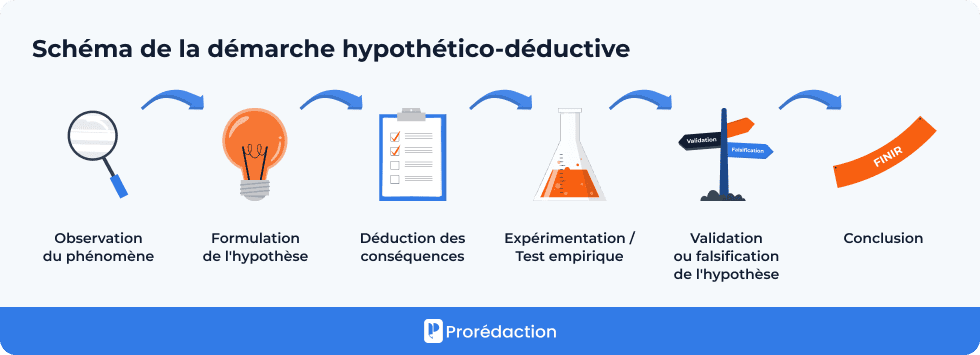 Schéma de la démarche hypothético-déductive
Validation
Falsification
FINIR
Observation
du phénomène
Formulation
de l'hypothèse
Déduction des
conséquences
Expérimentation /
Test empirique
Validation
ou falsification
de l'hypothèse
Conclusion
Prorédaction